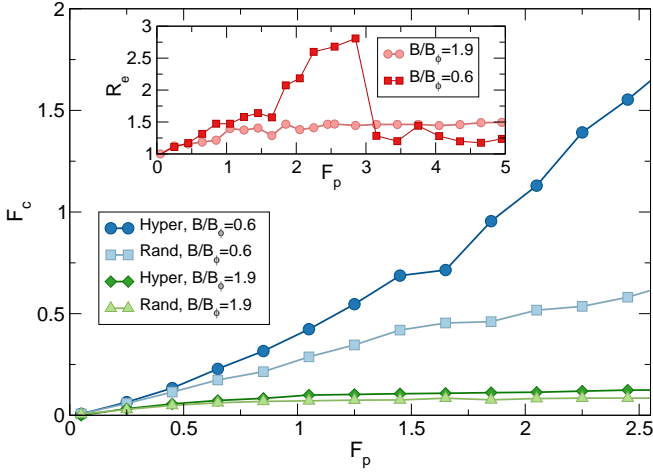 3
2.5
2
1.5
1
R_e
0
1
2
3
4
5
F_p
B/B_ϕ=1.9
B/B_ϕ=0.6
2
1.5
1
0.5
0
F_c
Hyper, B/B_ϕ=0.6
Rand, B/B_ϕ=0.6
Hyper, B/B_ϕ=1.9
Rand, B/B_ϕ=1.9
0
0.5
1
1.5
2
2.5
F_p